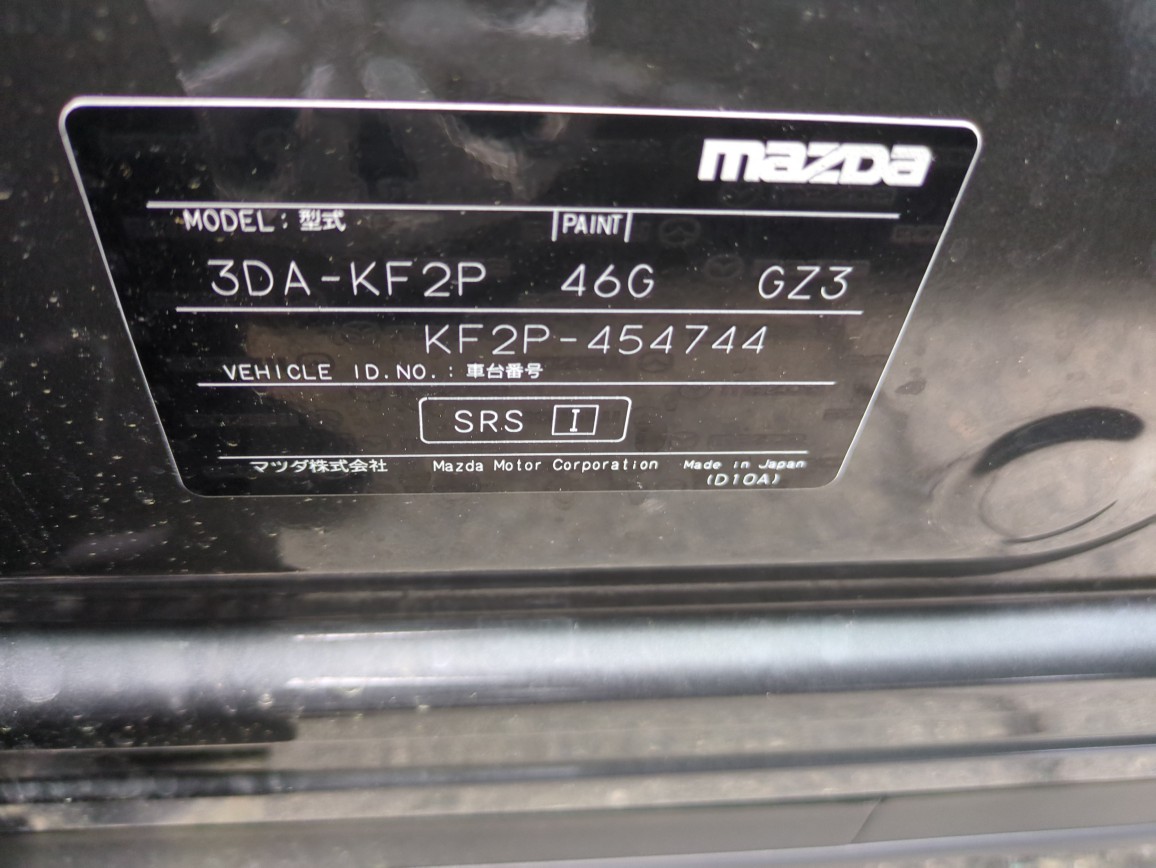 mazda
MODEL: 型式 PAINT
3DA-KF2P 46G GZ3
KF2P-454744
VEHICLE ID.NO.: 車台番号
SRS I
マツダ株式会社 Mazda Motor Corporation Made in Japan
(D10A)